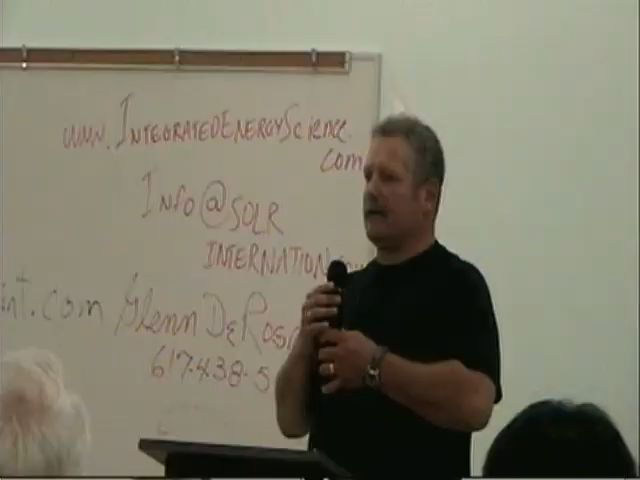 www.IntegratedEnergyScience.
com
Info@SOLR
INTERNATION
int.com Glenn DeRos
617.438.5